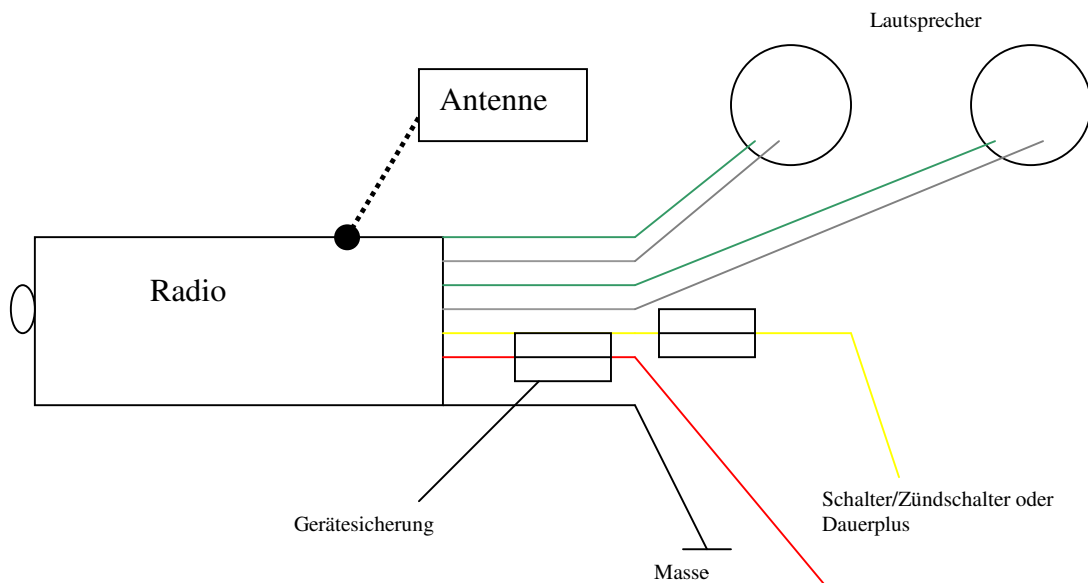 Lautsprecher
Antenne
Radio
Schalter/Zündschalter oder
Dauerplus
Gerätesicherung
Masse